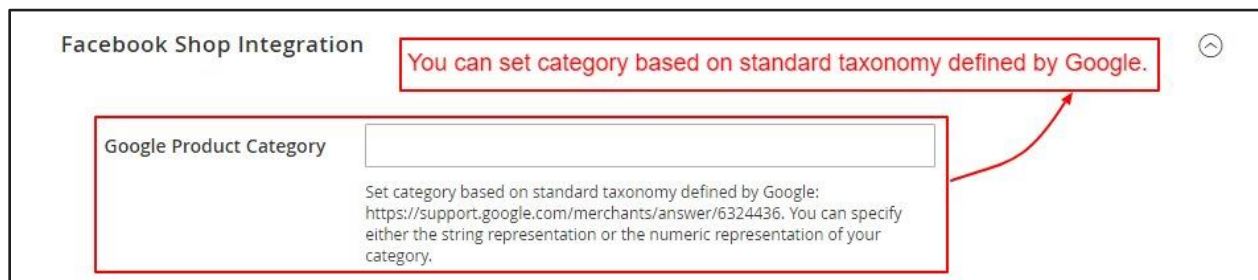 Facebook Shop Integration
You can set category based on standard taxonomy defined by Google.
Google Product Category
Set category based on standard taxonomy defined by Google:
https://support.google.com/merchants/answer/6324436. You can specify
either the string representation or the numeric representation of your
category.